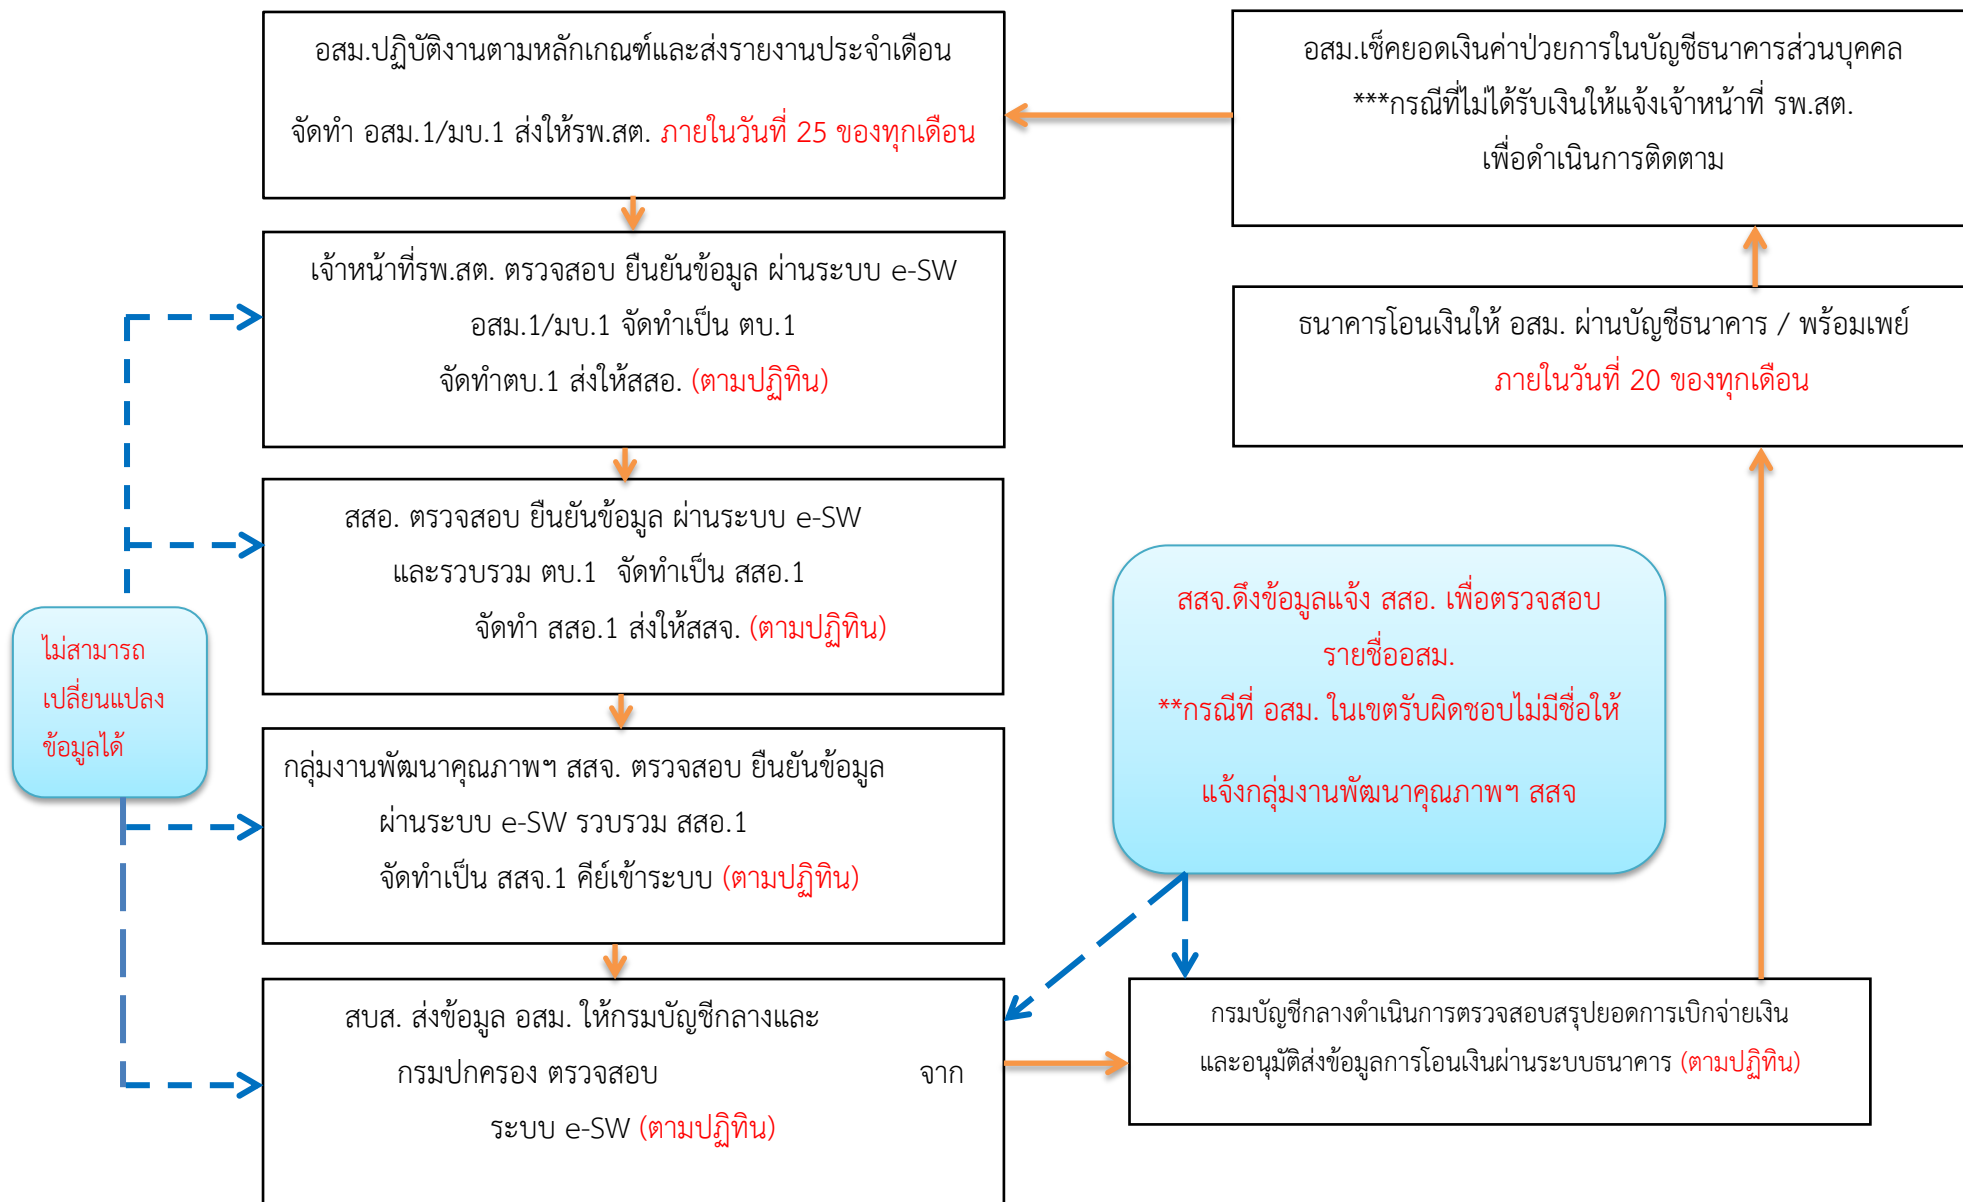 อสม.ปฏิบัติงานตามหลักเกณฑ์และส่งรายงานประจำเดือน
จัดทำ อสม.1/มบ.1 ส่งให้รพ.สต. ภายในวันที่ 25 ของทุกเดือน
เจ้าหน้าที่รพ.สต. ตรวจสอบ ยืนยันข้อมูล ผ่านระบบ e-SW
อสม.1/มบ.1 จัดทำเป็น ตบ.1
จัดทำตบ.1 ส่งให้สสอ. (ตามปฏิทิน)
สสอ. ตรวจสอบ ยืนยันข้อมูล ผ่านระบบ e-SW
และรวบรวม ตบ.1 จัดทำเป็น สสอ.1
จัดทำ สสอ.1 ส่งให้สสจ. (ตามปฏิทิน)
ไม่สามารถ
เปลี่ยนแปลง
ข้อมูลได้
กลุ่มงานพัฒนาคุณภาพฯ สสจ. ตรวจสอบ ยืนยันข้อมูล
ผ่านระบบ e-SW รวบรวม สสอ.1
จัดทำเป็น สสจ.1 คีย์เข้าระบบ (ตามปฏิทิน)
สบส. ส่งข้อมูล อสม. ให้กรมบัญชีกลางและ
กรมปกครอง ตรวจสอบ จาก
ระบบ e-SW (ตามปฏิทิน)
สสจ.ดึงข้อมูลแจ้ง สสอ. เพื่อตรวจสอบ
รายชื่ออสม.
**กรณีที่ อสม. ในเขตรับผิดชอบไม่มีชื่อให้
แจ้งกลุ่มงานพัฒนาคุณภาพฯ สสจ
กรมบัญชีกลางดำเนินการตรวจสอบสรุปยอดการเบิกจ่ายเงิน
และอนุมัติส่งข้อมูลการโอนเงินผ่านระบบธนาคาร (ตามปฏิทิน)
ธนาคารโอนเงินให้ อสม. ผ่านบัญชีธนาคาร / พร้อมเพย์
ภายในวันที่ 20 ของทุกเดือน
อสม.เช็คยอดเงินค่าป่วยการในบัญชีธนาคารส่วนบุคคล
***กรณีที่ไม่ได้รับเงินให้แจ้งเจ้าหน้าที่ รพ.สต.
เพื่อดำเนินการติดตาม